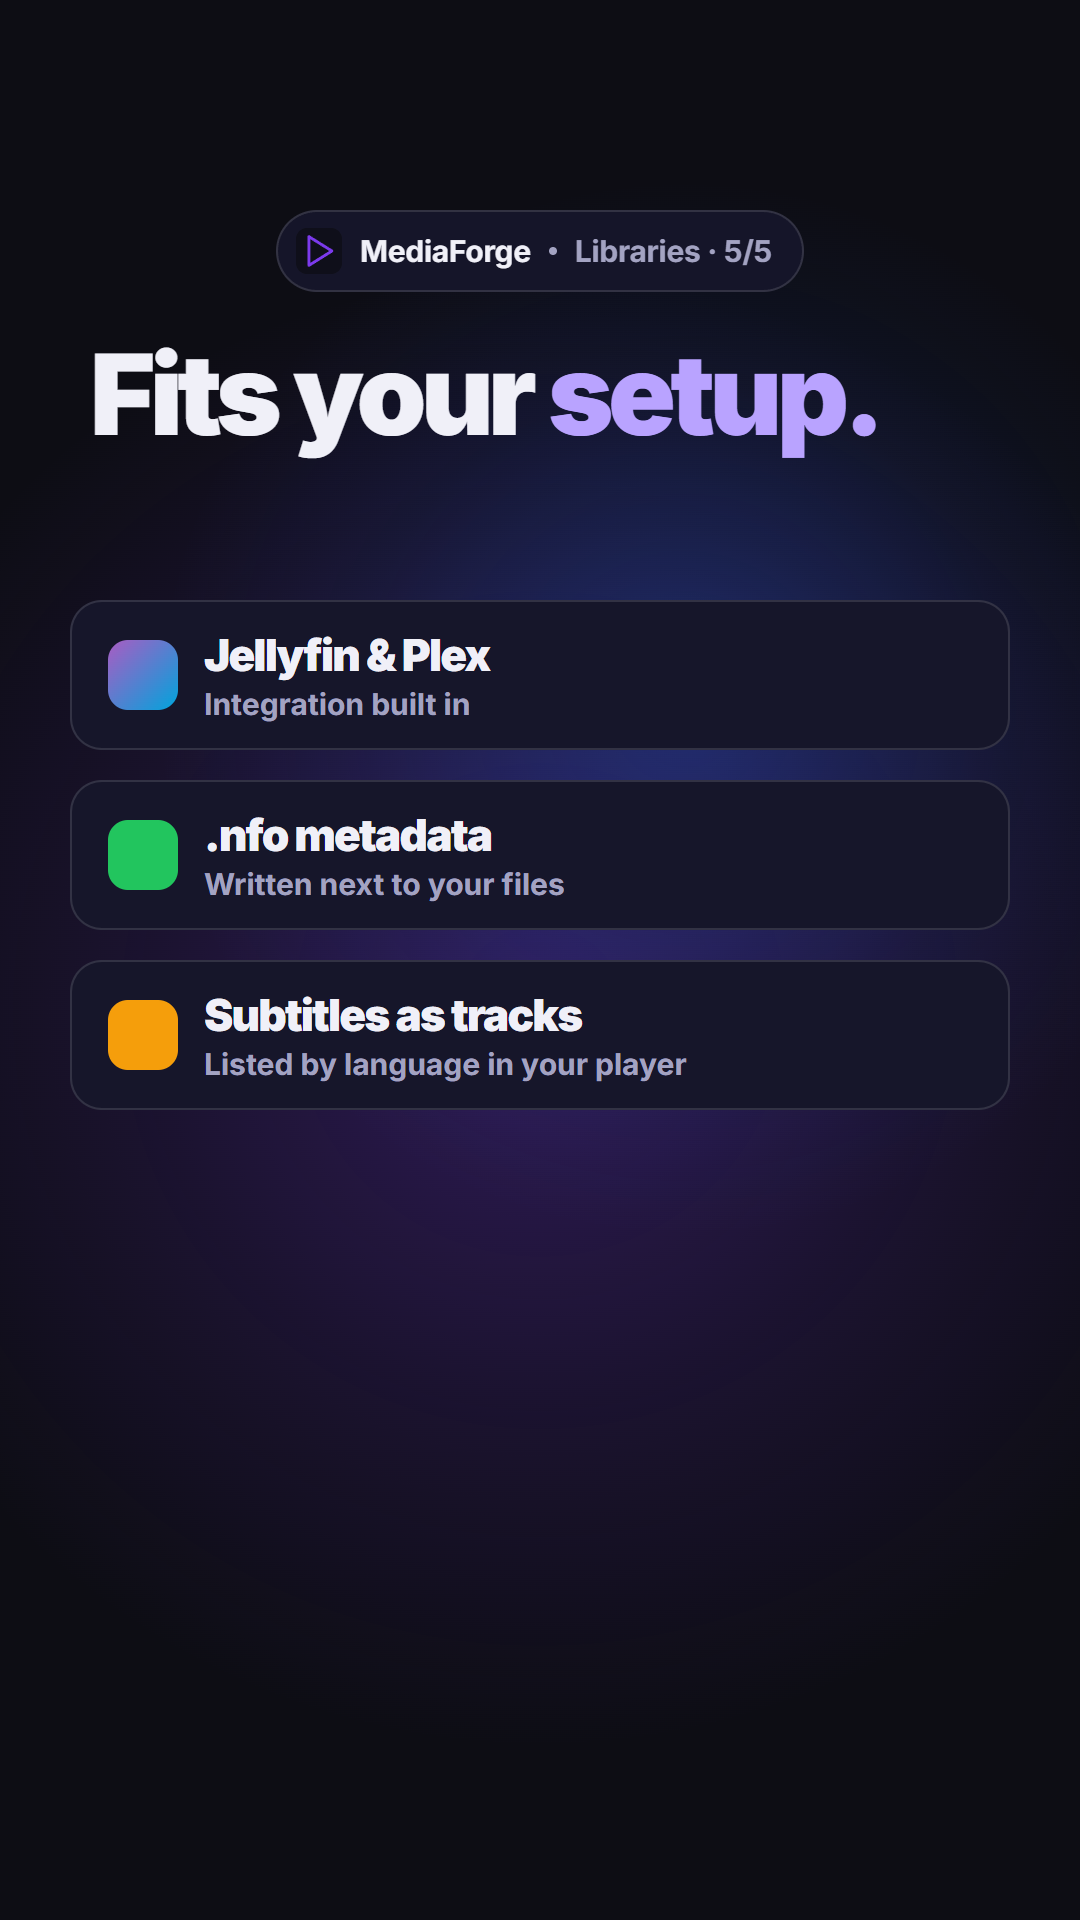 MediaForge • Libraries · 5/5
Fits your setup.
Jellyfin & Plex
Integration built in
.nfo metadata
Written next to your files
Subtitles as tracks
Listed by language in your player